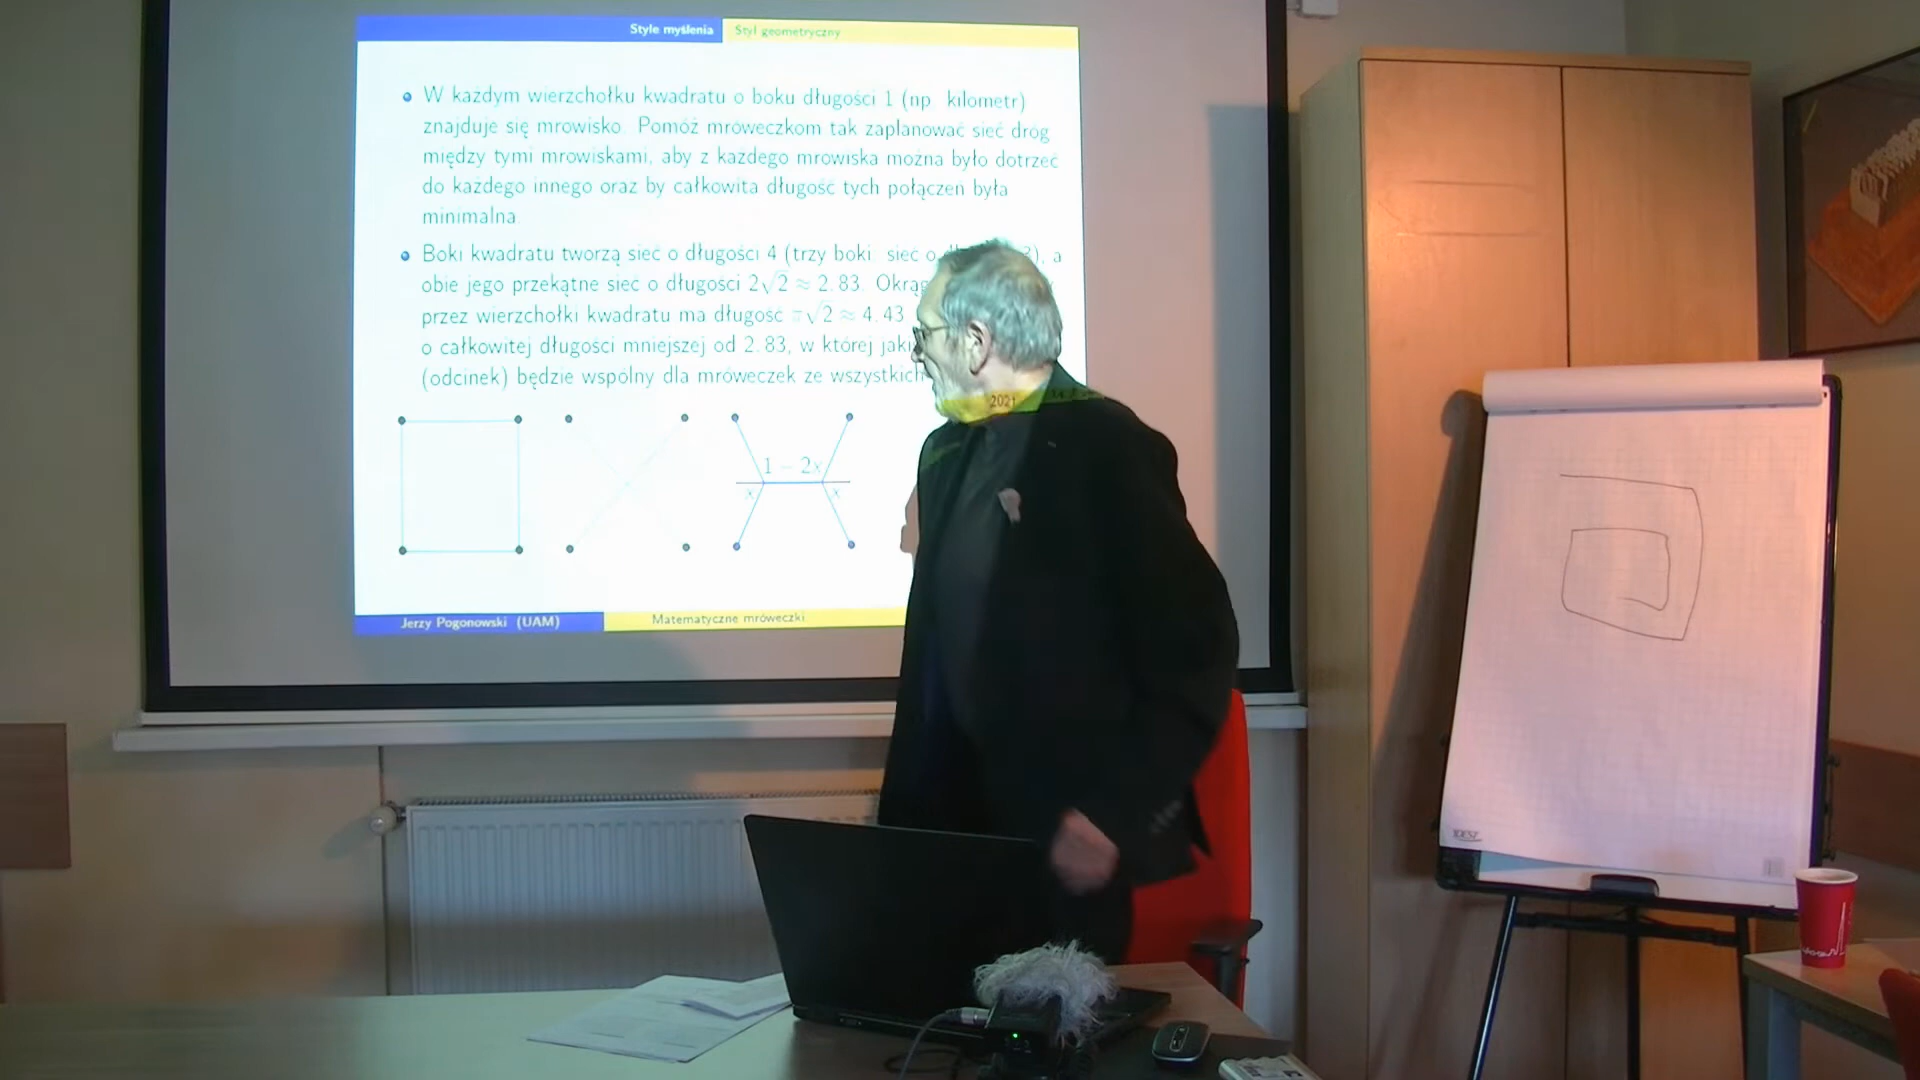 Style myślenia Styl geometryczny
W każdym wierzchołku kwadratu o boku długości 1 (np. kilometr)
znajduje się mrowisko. Pomóż mróweczkom tak zaplanować sieć dróg
między tymi mrowiskami, aby z każdego mrowiska można było dotrzeć
do każdego innego oraz by całkowita długość tych połączeń była
minimalna.
Boki kwadratu tworzą sieć o długości 4 (trzy boki: sieć o 3), a
obie jego przekątne sieć o długości 2√2 ≈ 2.83.
przez wierzchołki kwadratu ma długość π√2 ≈ 4.43
o całkowitej długości mniejszej od 2.83, w której
(odcinek) będzie wspólny dla mróweczek ze
1 − 2x
x x
Jerzy Pogonowski (UAM) Matematyczne mróweczki
2021